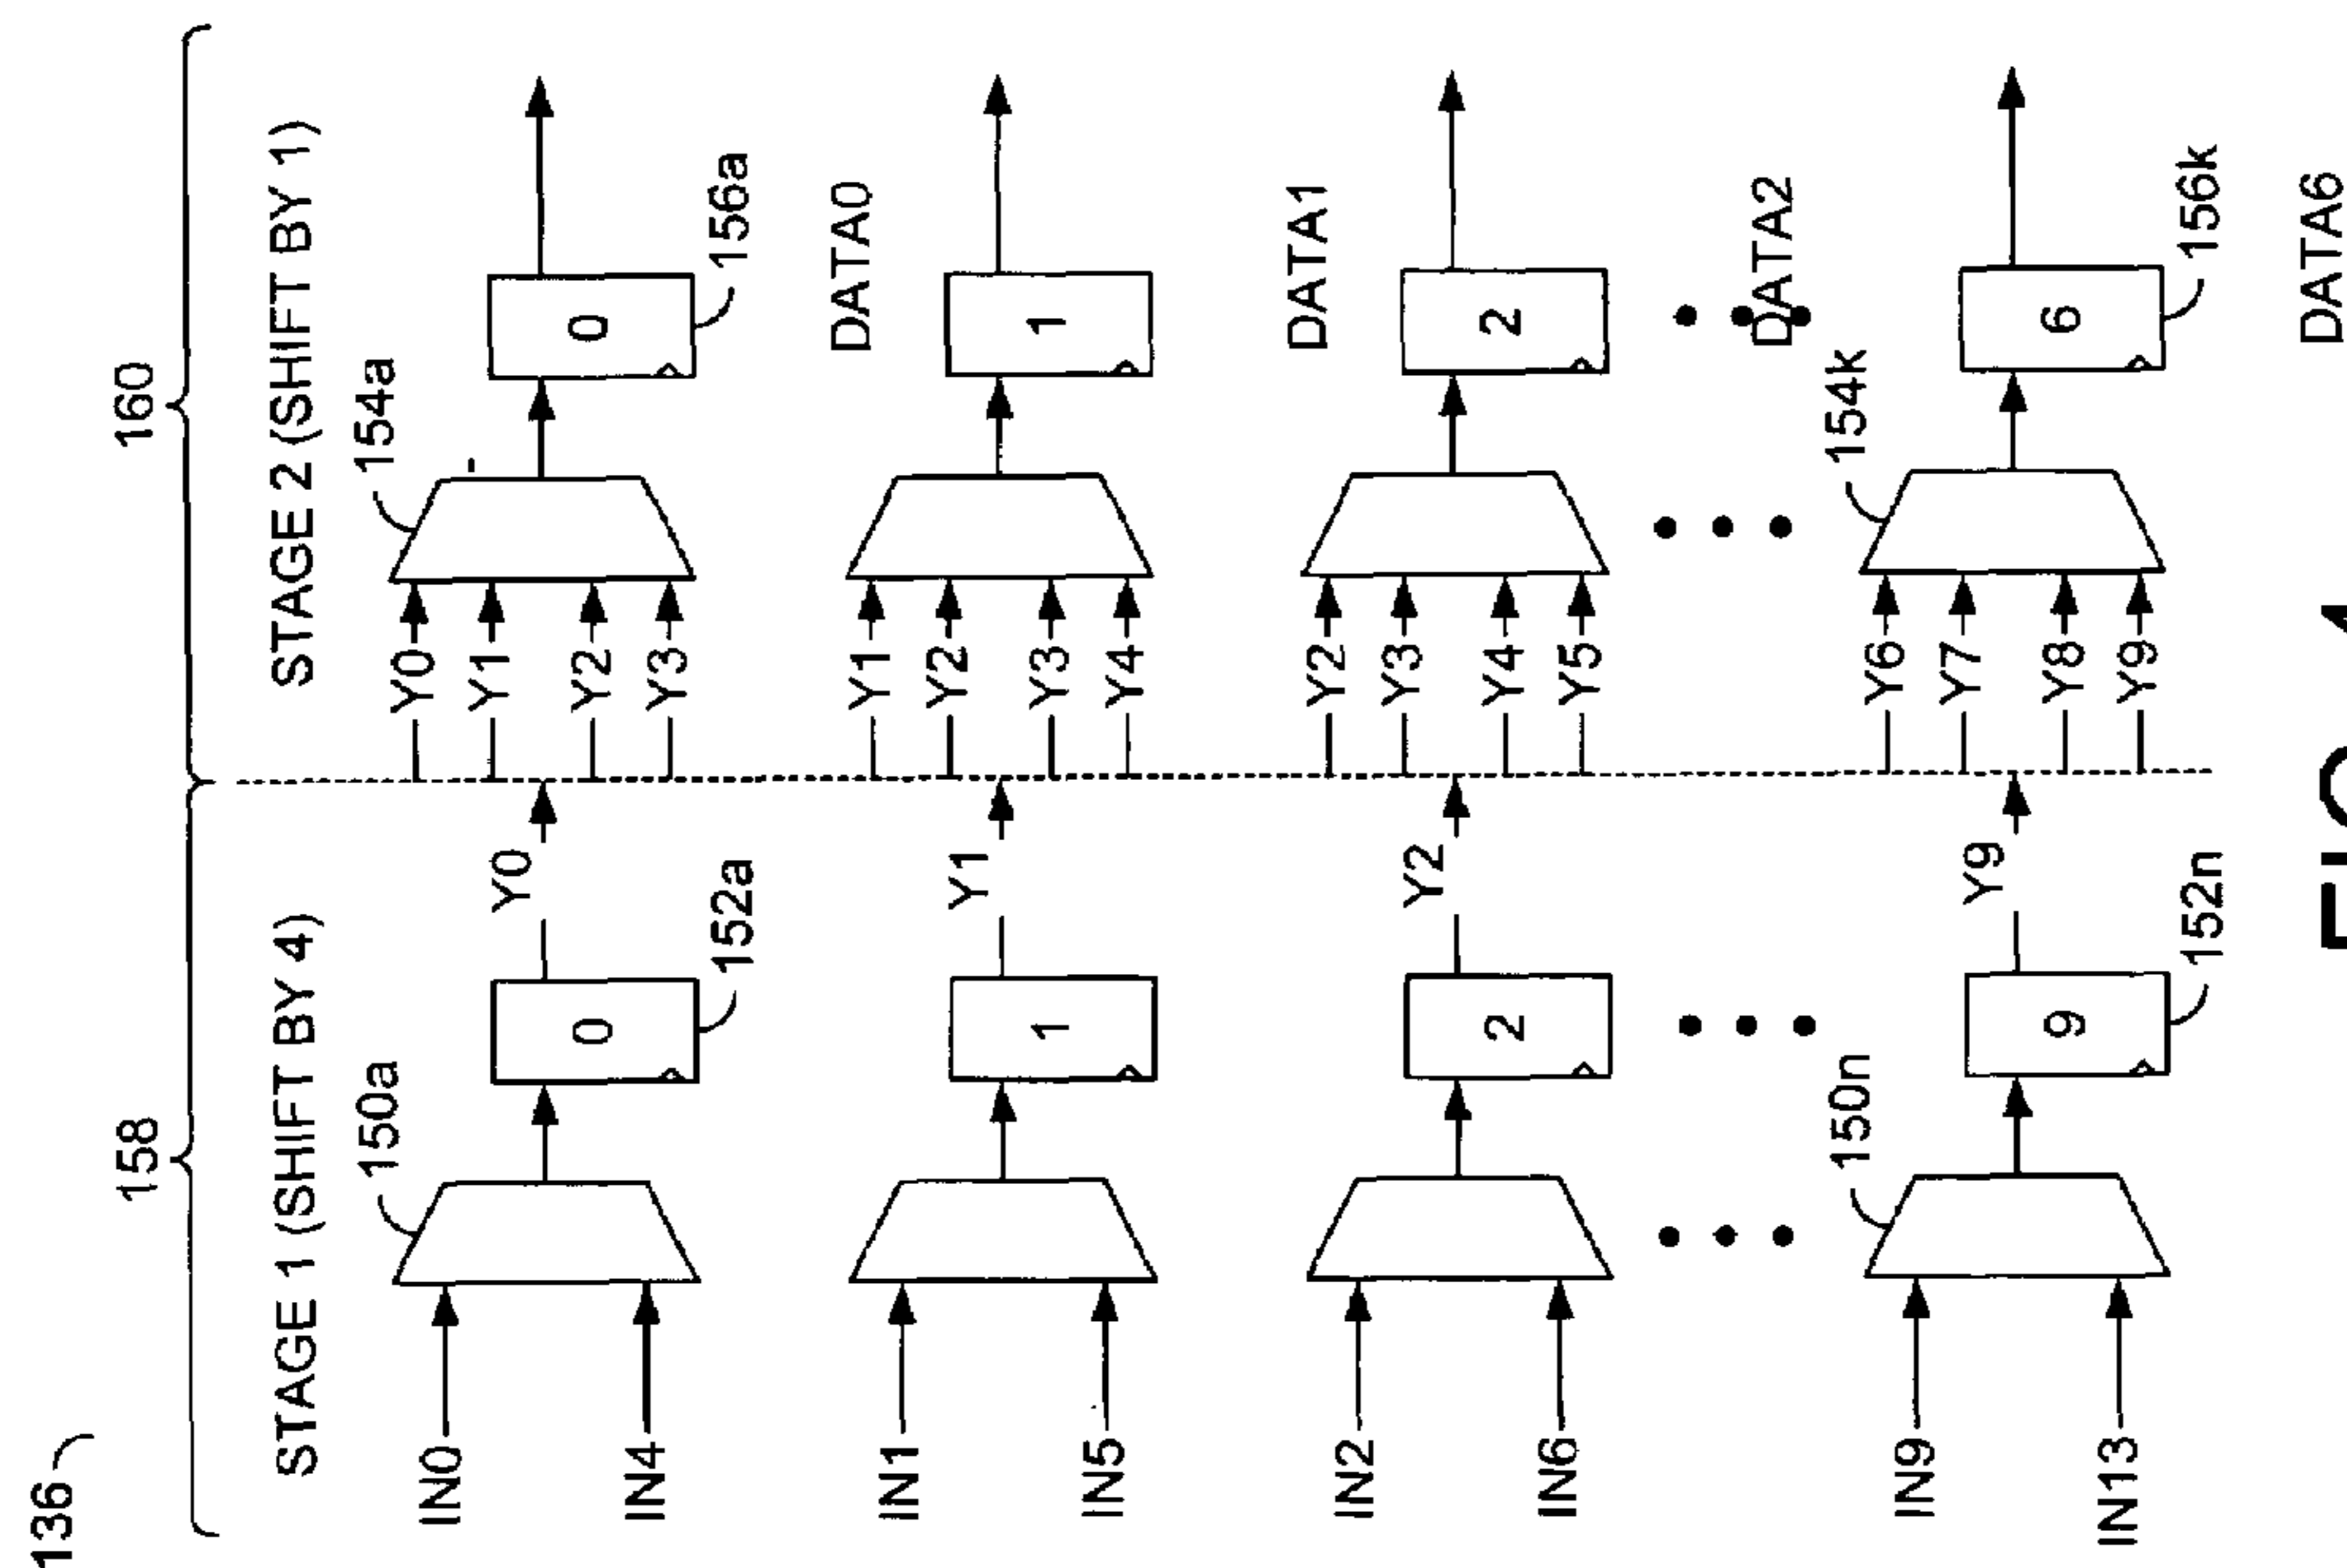 136
158
160
STAGE 1 (SHIFT BY 4)
STAGE 2 (SHIFT BY 1)
IN0
IN4
150a
0
152a
Y0
Y0
Y1
Y2
Y3
154a
0
156a
DATA0
IN1
IN5
1
Y1
Y1
Y2
Y3
Y4
1
DATA1
IN2
IN6
2
Y2
Y2
Y3
Y4
Y5
2
DATA2
IN9
IN13
150n
9
152n
Y9
Y6
Y7
Y8
Y9
154k
6
156k
DATA6